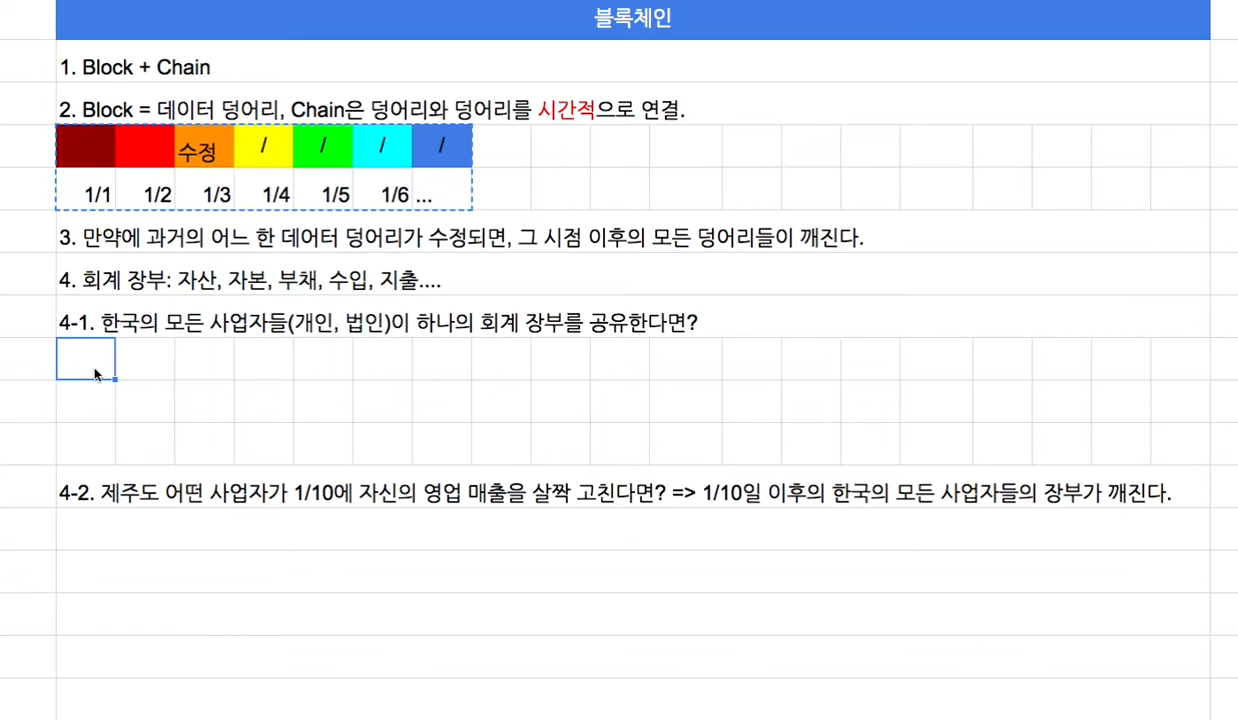 블록체인
1. Block + Chain
2. Block = 데이터 덩어리, Chain은 덩어리와 덩어리를 시간적으로 연결.
수정 / / / /
1/1 1/2 1/3 1/4 1/5 1/6 ...
3. 만약에 과거의 어느 한 데어터 덩어리가 수정되면, 그 시점 이후의 모든 덩어리들이 깨진다.
4. 회계 장부: 자산, 자본, 부채, 수입, 지출....
4-1. 한국의 모든 사업자들(개인, 법인)이 하나의 회계 장부를 공유한다면?
4-2. 제주도 어떤 사업자가 1/10에 자신의 영업 매출을 살짝 고친다면? => 1/10일 이후의 한국의 모든 사업자들의 장부가 깨진다.